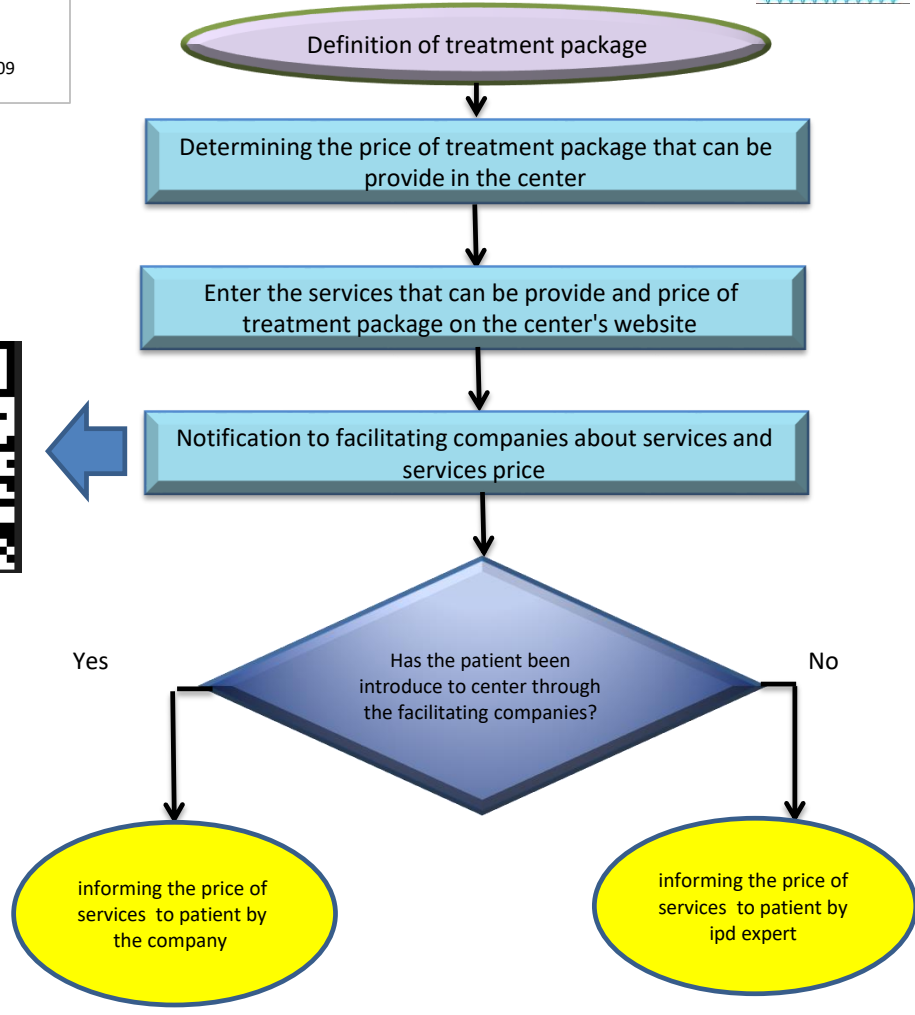 09
Definition of treatment package
Determining the price of treatment package that can be
provide in the center
Enter the services that can be provide and price of
treatment package on the center's website
Notification to facilitating companies about services and
services price
Has the patient been
introduce to center through
the facilitating companies?
Yes
No
informing the price of
services to patient by
the company
informing the price of
services to patient by
ipd expert